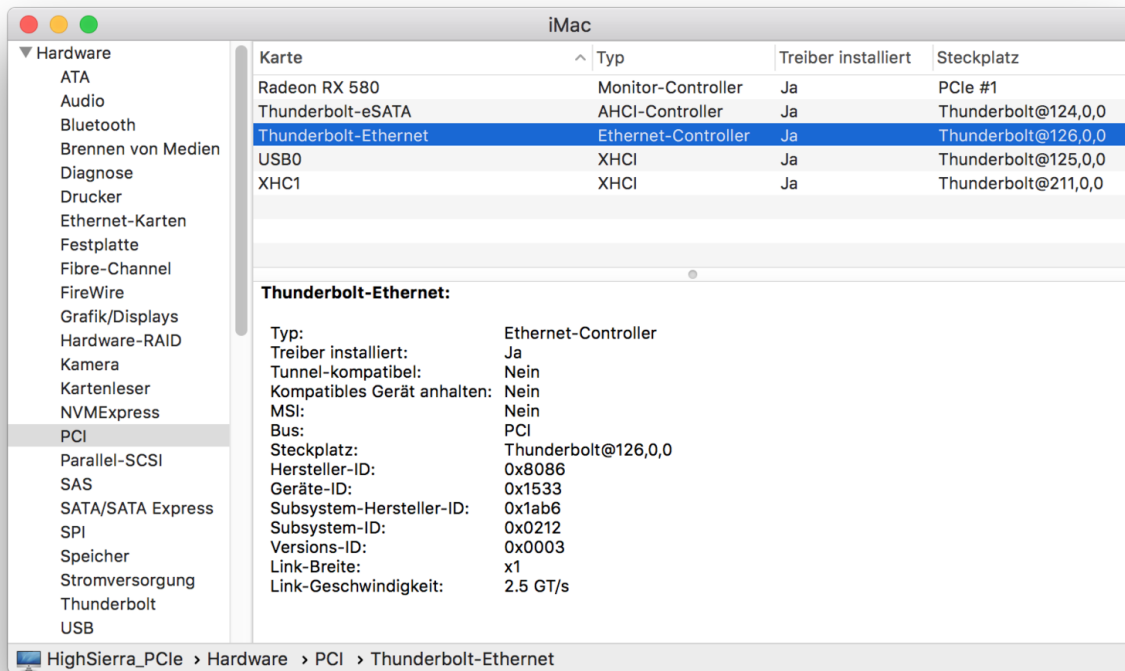 iMac
Hardware
ATA
Audio
Bluetooth
Brennen von Medien
Diagnose
Drucker
Ethernet-Karten
Festplatte
Fibre-Channel
FireWire
Grafik/Displays
Hardware-RAID
Kamera
Kartenleser
NVMExpress
PCI
Parallel-SCSI
SAS
SATA/SATA Express
SPI
Speicher
Stromversorgung
Thunderbolt
USB
Karte Typ Treiber installiert Steckplatz
Radeon RX 580 Monitor-Controller Ja PCIe #1
Thunderbolt-eSATA AHCI-Controller Ja Thunderbolt@124,0,0
Thunderbolt-Ethernet Ethernet-Controller Ja Thunderbolt@126,0,0
USB0 XHCI Ja Thunderbolt@125,0,0
XHC1 XHCI Ja Thunderbolt@211,0,0
Thunderbolt-Ethernet:
Typ: Ethernet-Controller
Treiber installiert: Ja
Tunnel-kompatibel: Nein
Kompatibles Gerät anhalten: Nein
MSI: Nein
Bus: PCI
Steckplatz: Thunderbolt@126,0,0
Hersteller-ID: 0x8086
Geräte-ID: 0x1533
Subsystem-Hersteller-ID: 0x1ab6
Subsystem-ID: 0x0212
Versions-ID: 0x0003
Link-Breite: x1
Link-Geschwindigkeit: 2.5 GT/s
HighSierra_PCIe › Hardware › PCI › Thunderbolt-Ethernet